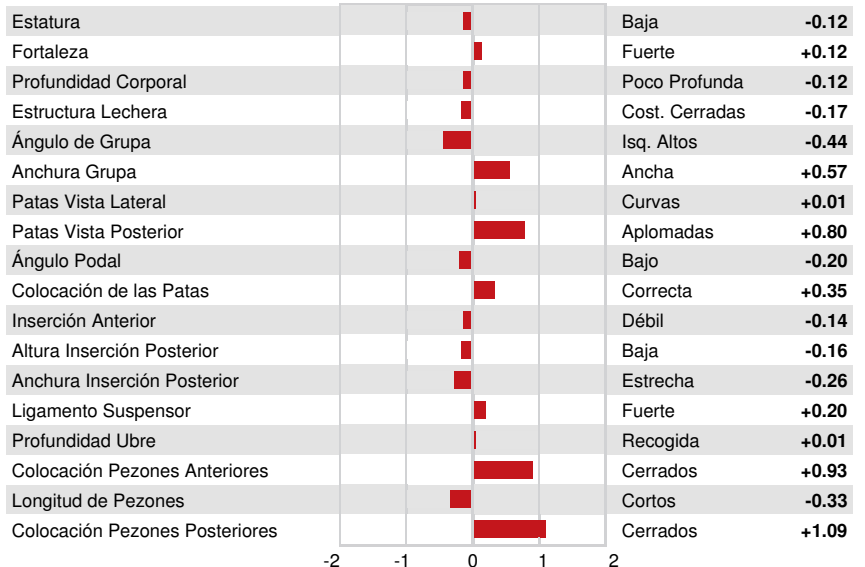 Estatura Baja -0.12
Fortaleza Fuerte +0.12
Profundidad Corporal Poco Profunda -0.12
Estructura Lechera Cost. Cerradas -0.17
Ángulo de Grupa Isq. Altos -0.44
Anchura Grupa Ancha +0.57
Patas Vista Lateral Curvas +0.01
Patas Vista Posterior Aplomadas +0.80
Ángulo Podal Bajo -0.20
Colocación de las Patas Correcta +0.35
Inserción Anterior Débil -0.14
Altura Inserción Posterior Baja -0.16
Anchura Inserción Posterior Estrecha -0.26
Ligamento Suspensor Fuerte +0.20
Profundidad Ubre Recogida +0.01
Colocación Pezones Anteriores Cerrados +0.93
Longitud de Pezones Cortos -0.33
Colocación Pezones Posteriores Cerrados +1.09
-2 -1 0 1 2